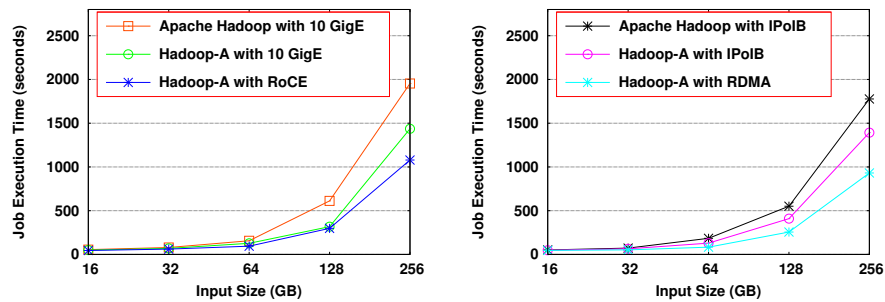 Apache Hadoop with 10 GigE
Hadoop-A with 10 GigE
Hadoop-A with RoCE
Job Execution Time (seconds)
2500
2000
1500
1000
500
0
16
32
64
128
256
Input Size (GB)
Apache Hadoop with IPoIB
Hadoop-A with IPoIB
Hadoop-A with RDMA
Job Execution Time (seconds)
2500
2000
1500
1000
500
0
16
32
64
128
256
Input Size (GB)